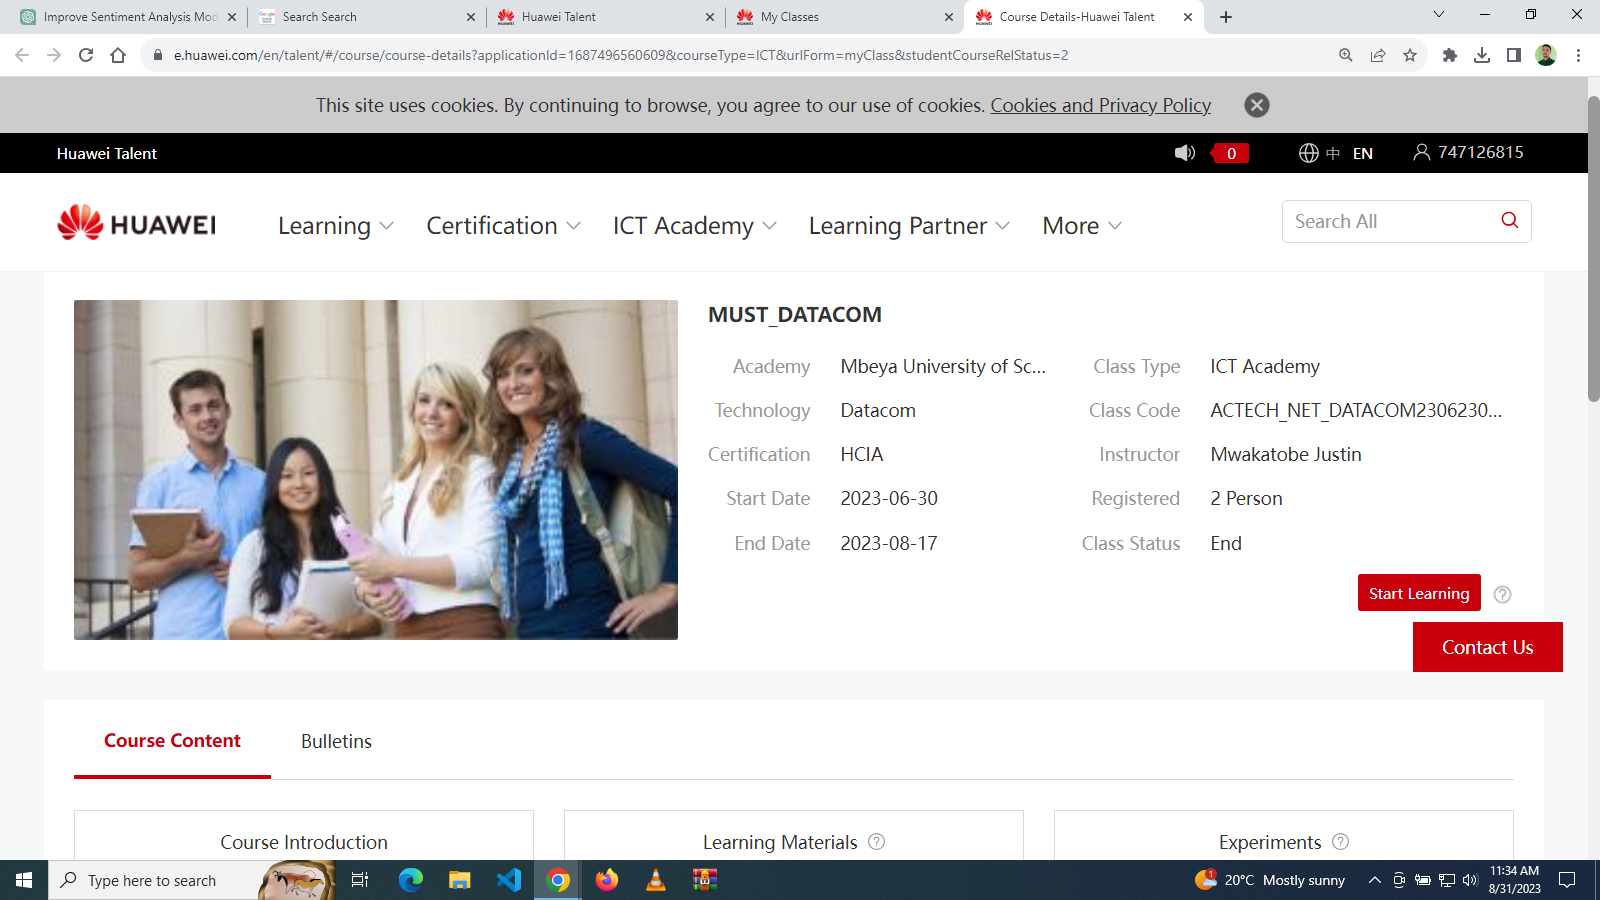 Improve Sentiment Analysis Mod
Search Search
Huawei Talent
My Classes
Course Details-Huawei Talent
e.huawei.com/en/talent/#/course/course-details?applicationId=1687496560609&courseType=ICT&urlForm=myClass&studentCourseRelStatus=2
This site uses cookies. By continuing to browse, you agree to our use of cookies. Cookies and Privacy Policy
Huawei Talent
0
中 EN
747126815
HUAWEI
Learning
Certification
ICT Academy
Learning Partner
More
Search All
MUST_DATACOM
Academy Mbeya University of Sc... Class Type ICT Academy
Technology Datacom Class Code ACTECH_NET_DATACOM2306230...
Certification HCIA Instructor Mwakatobe Justin
Start Date 2023-06-30 Registered 2 Person
End Date 2023-08-17 Class Status End
Start Learning
Contact Us
Course Content Bulletins
Course Introduction
Learning Materials
Experiments
Type here to search
1
20°C Mostly sunny
11:34 AM
8/31/2023